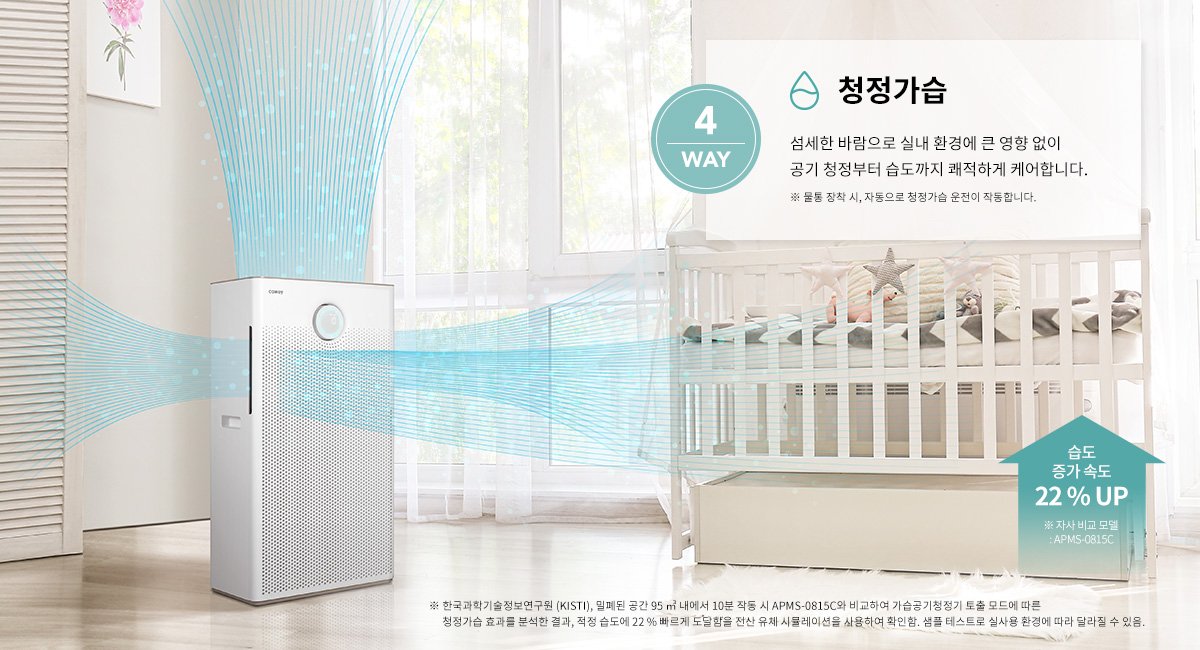 4
WAY
청정가습
섬세한 바람으로 실내 환경에 큰 영향 없이
공기 청정부터 습도까지 쾌적하게 케어합니다.
※ 물통 장착 시, 자동으로 청정가습 운전이 작동합니다.
COWAY
습도
증가 속도
22 % UP
※ 자사 비교 모델
: APMS-0815C
※ 한국과학기술정보연구원 (KISTI), 밀폐된 공간 95 ㎡ 내에서 10분 작동 시 APMS-0815C와 비교하여 가습공기청정기 토출 모드에 따른
청정가습 효과를 분석한 결과, 적정 습도에 22 % 빠르게 도달함을 전산 유체 시뮬레이션을 사용하여 확인함. 샘플 테스트로 실사용 환경에 따라 달라질 수 있음.